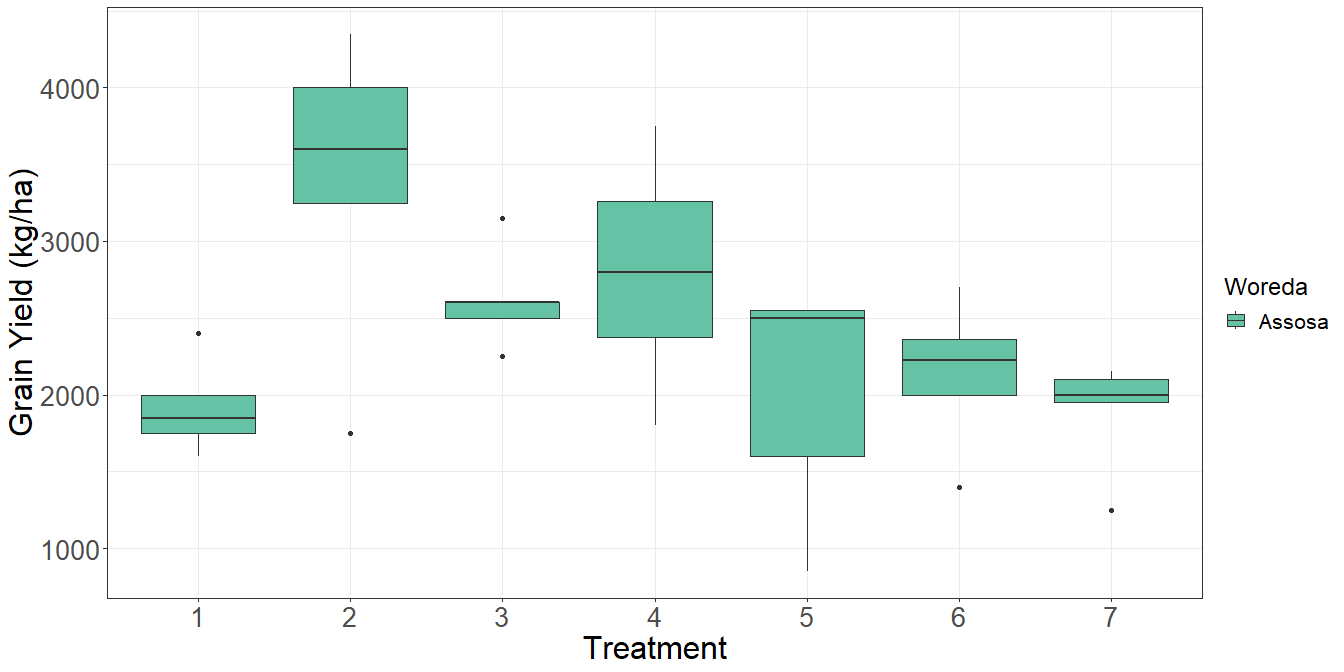 Grain Yield (kg/ha)
4000
3000
2000
1000
1 2 3 4 5 6 7
Treatment
Woreda
Assosa